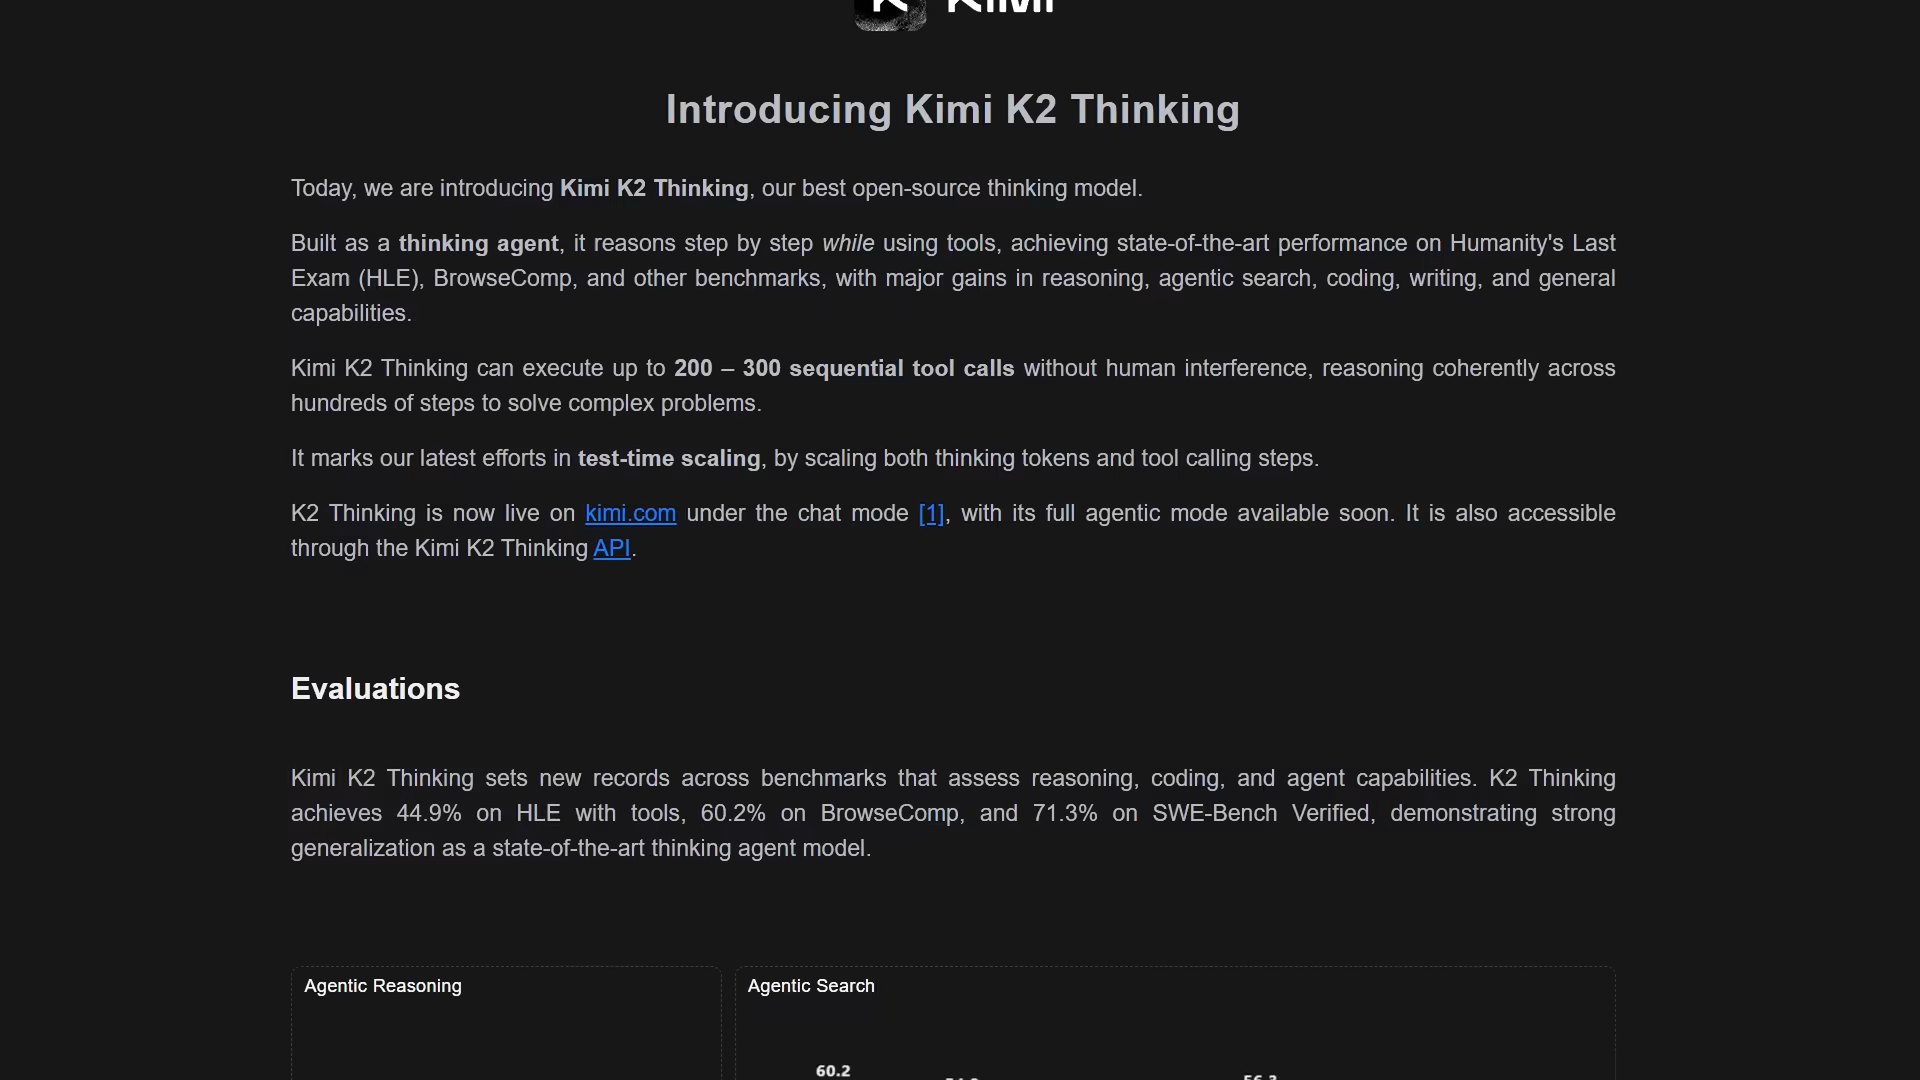 Kimi
Introducing Kimi K2 Thinking
Today, we are introducing Kimi K2 Thinking, our best open-source thinking model.
Built as a thinking agent, it reasons step by step while using tools, achieving state-of-the-art performance on Humanity's Last
Exam (HLE), BrowseComp, and other benchmarks, with major gains in reasoning, agentic search, coding, writing, and general
capabilities.
Kimi K2 Thinking can execute up to 200 – 300 sequential tool calls without human interference, reasoning coherently across
hundreds of steps to solve complex problems.
It marks our latest efforts in test-time scaling, by scaling both thinking tokens and tool calling steps.
K2 Thinking is now live on kimi.com under the chat mode [1], with its full agentic mode available soon. It is also accessible
through the Kimi K2 Thinking API.
Evaluations
Kimi K2 Thinking sets new records across benchmarks that assess reasoning, coding, and agent capabilities. K2 Thinking
achieves 44.9% on HLE with tools, 60.2% on BrowseComp, and 71.3% on SWE-Bench Verified, demonstrating strong
generalization as a state-of-the-art thinking agent model.
Agentic Reasoning
Agentic Search
60.2